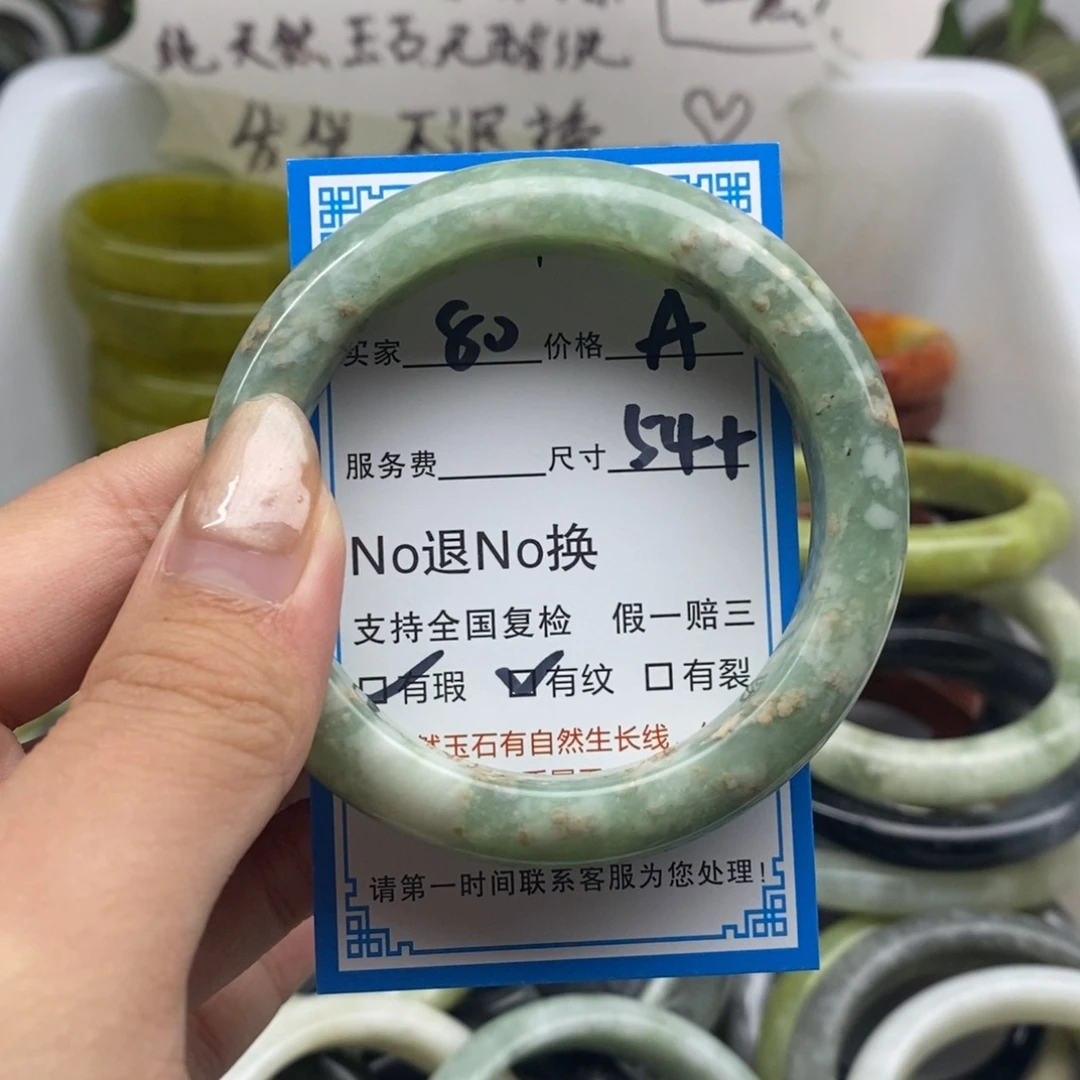 纯天然玉石无酸洗
不退换
买家 80 价格 A
服务费 尺寸 54+
No退No换
支持全国复检 假一赔三
有瑕 有纹 有裂
然玉石有自然生长线
请第一时间联系客服为您处理!